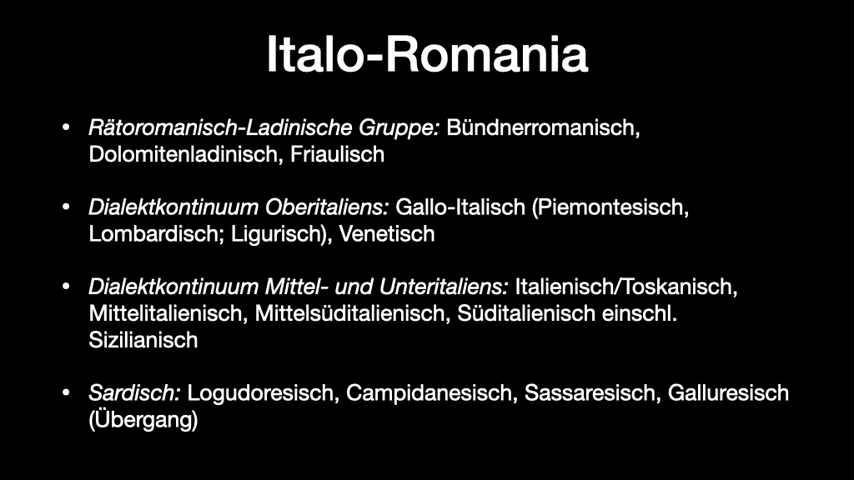 Italo-Romania
• Rätoromanisch-Ladinische Gruppe: Bündnerromanisch,
Dolomitenladinisch, Friaulisch
• Dialektkontinuum Oberitaliens: Gallo-Italisch (Piemontesisch,
Lombardisch; Ligurisch), Venetisch
• Dialektkontinuum Mittel- und Unteritaliens: Italienisch/Toskanisch,
Mittelitalienisch, Mittelsüditalienisch, Süditalienisch einschl.
Sizilianisch
• Sardisch: Logudoresisch, Campidanesisch, Sassaresisch, Galluresisch
(Übergang)